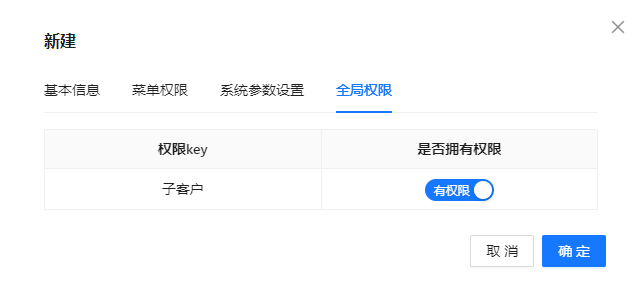 新建
基本信息 菜单权限 系统参数设置 全局权限
权限key 是否拥有权限
子客户 有权限
取 消 确 定